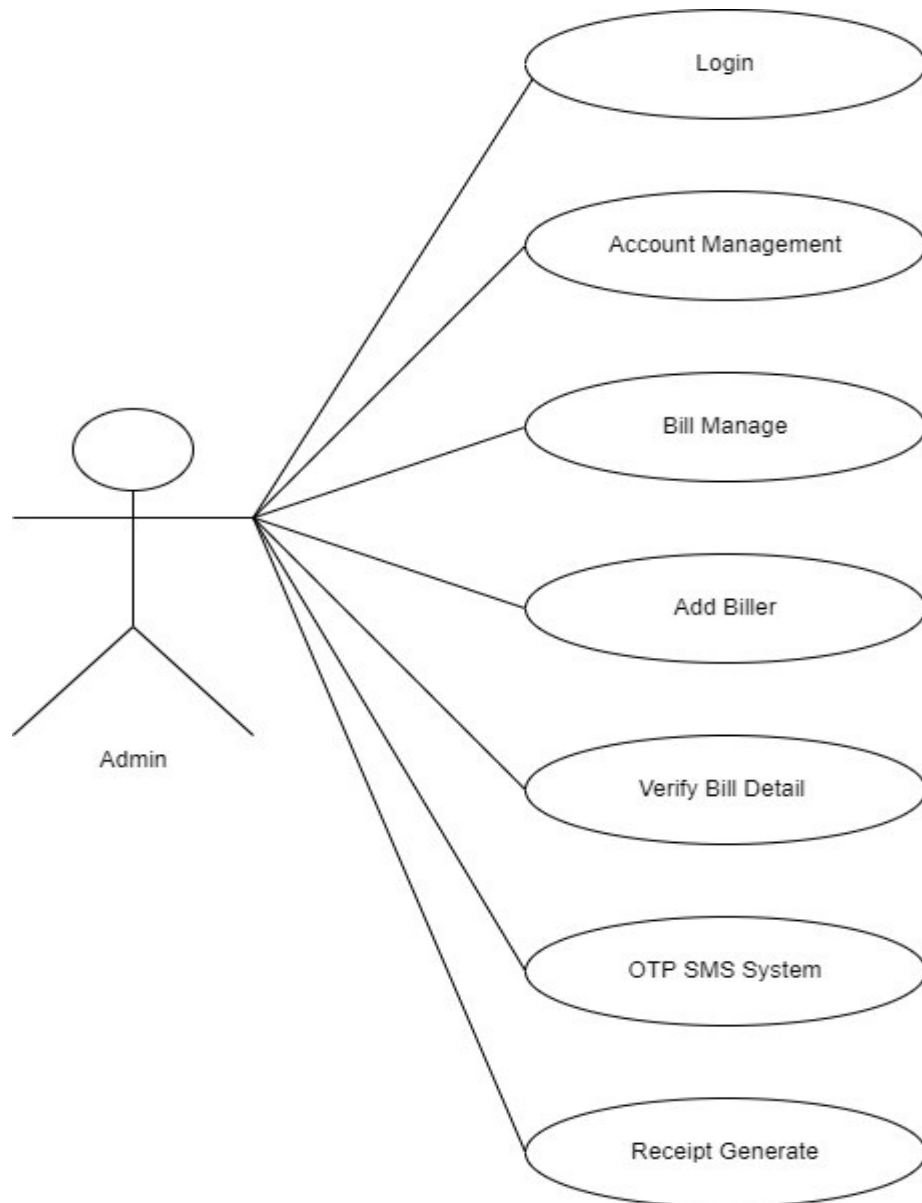 Login
Account Management
Bill Manage
Add Biller
Admin
Verify Bill Detail
OTP SMS System
Receipt Generate